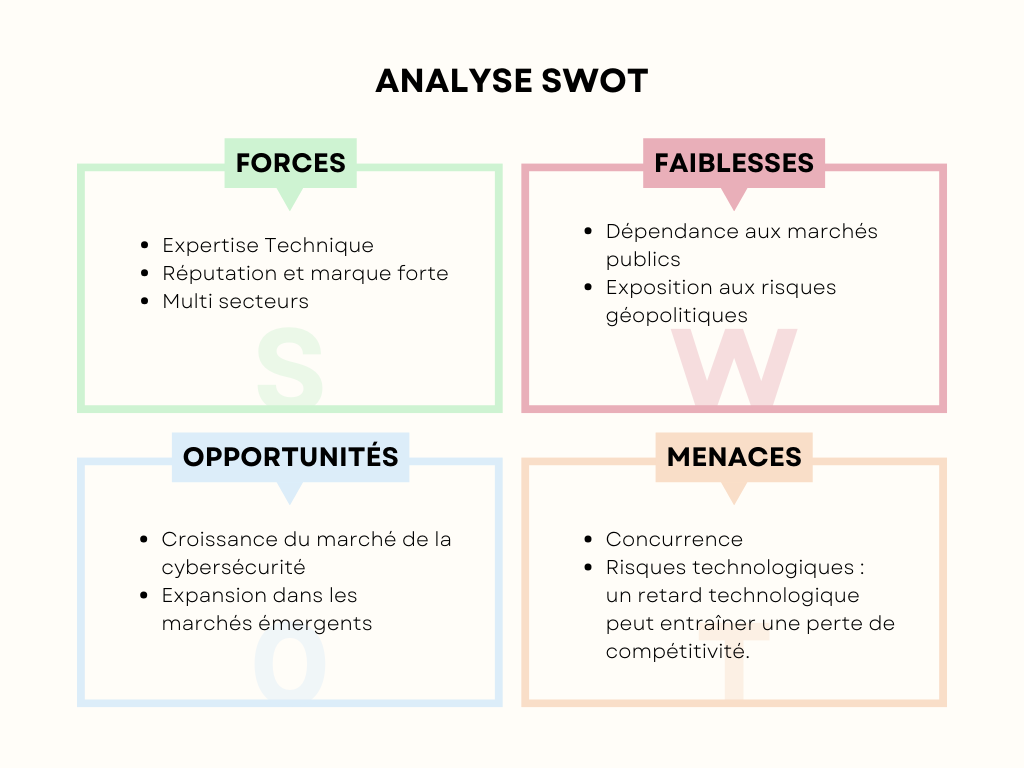 ANALYSE SWOT
FORCES
• Expertise Technique
• Réputation et marque forte
• Multi secteurs
S
FAIBLESSES
• Dépendance aux marchés
publics
• Exposition aux risques
géopolitiques
W
OPPORTUNITÉS
• Croissance du marché de la
cybersécurité
• Expansion dans les
marchés émergents
O
MENACES
• Concurrence
• Risques technologiques :
un retard technologique
peut entraîner une perte de
compétitivité.
T